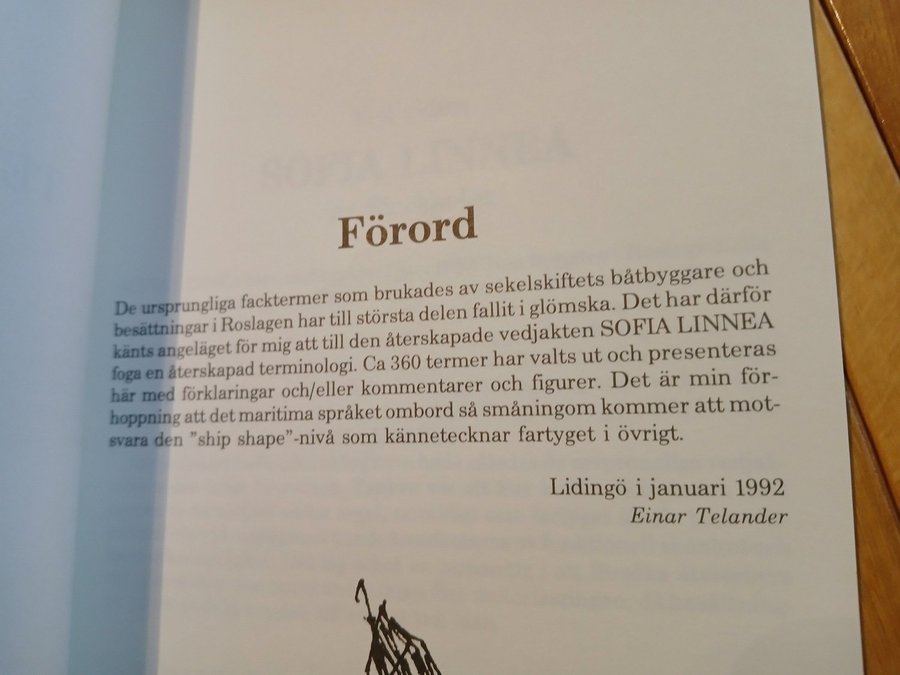 Förord
De ursprungliga facktermer som brukades av sekelskiftets båtbyggare och
besättningar i Roslagen har till största delen fallit i glömska. Det har därför
känts angeläget för mig att till den återskapade vedjakten SOFIA LINNEA
foga en återskapad terminologi. Ca 360 termer har valts ut och presenteras
här med förklaringar och/eller kommentarer och figurer. Det är min för-
hoppning att det maritima språket ombord så småningom kommer att mot-
svara den "ship shape"-nivå som kännetecknar fartyget i övrigt.
Lidingö i januari 1992
Einar Telander